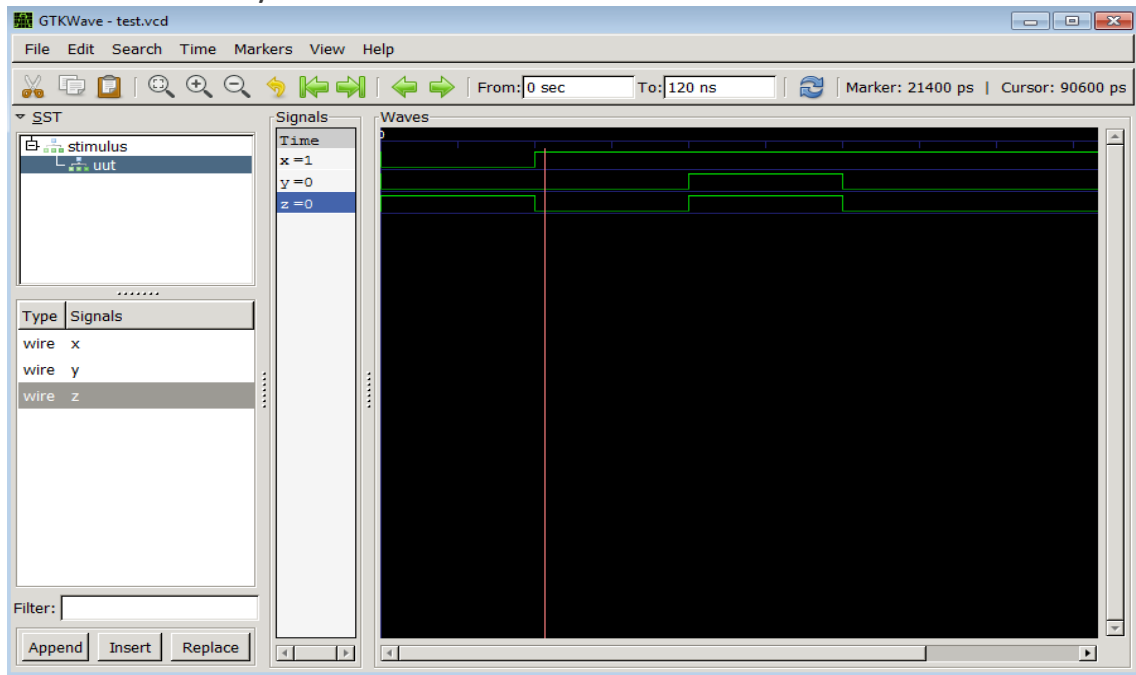 GTKWave - test.vcd
File Edit Search Time Markers View Help
From: 0 sec To: 120 ns Marker: 21400 ps | Cursor: 90600 ps
SST
stimulus
uut
Type Signals
wire x
wire y
wire z
Filter:
Append Insert Replace
Signals
Time
x =1
y =0
z =0
Waves
0